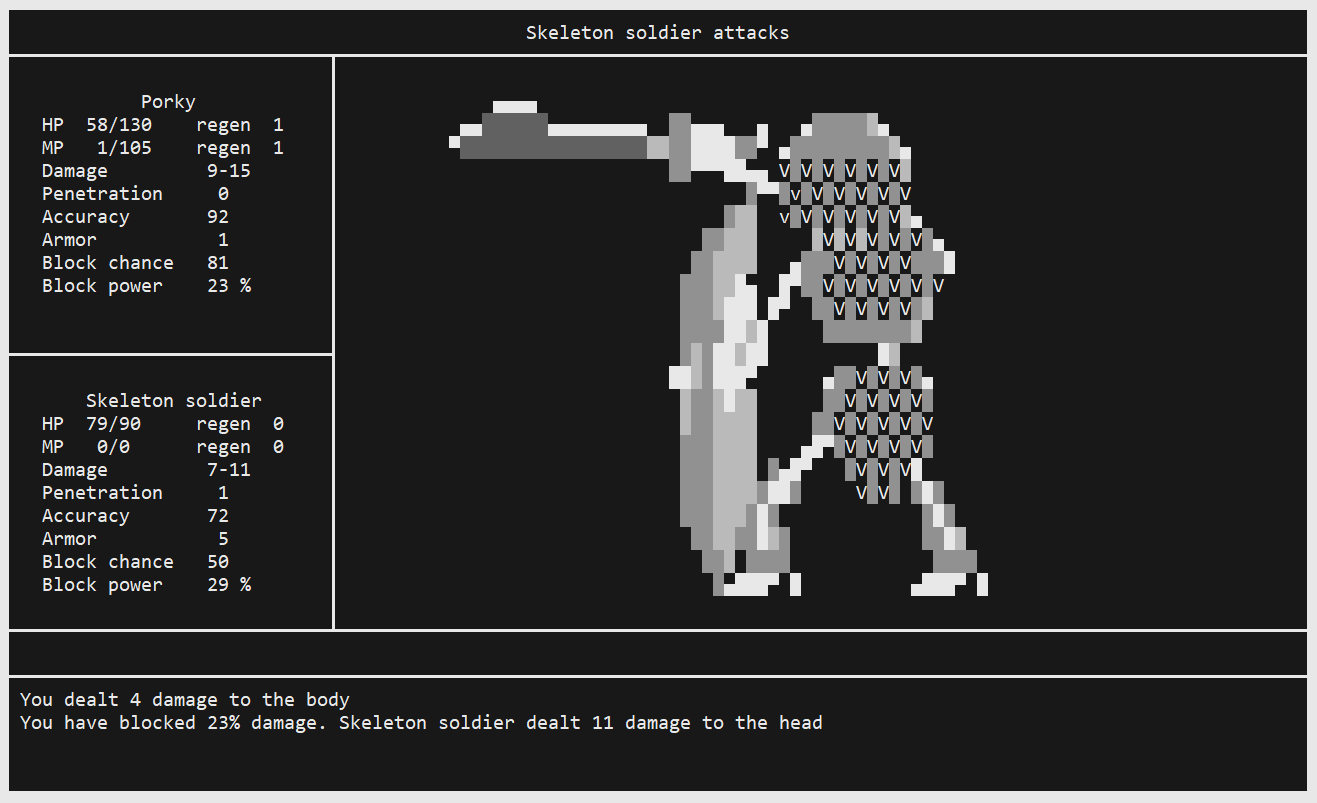 Skeleton soldier attacks
Porky
HP 58/130 regen 1
MP 1/105 regen 1
Damage 9-15
Penetration 0
Accuracy 92
Armor 1
Block chance 81
Block power 23 %
Skeleton soldier
HP 79/90 regen 0
MP 0/0 regen 0
Damage 7-11
Penetration 1
Accuracy 72
Armor 5
Block chance 50
Block power 29 %
You dealt 4 damage to the body
You have blocked 23% damage. Skeleton soldier dealt 11 damage to the head